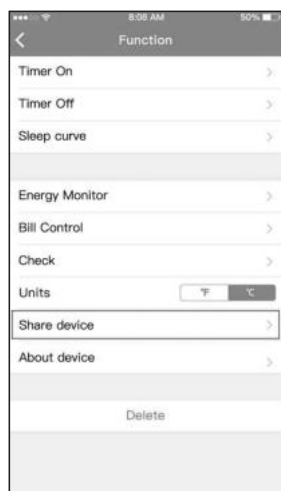 8:08 AM 50%
Function
Timer On
Timer Off
Sleep curve
Energy Monitor
Bill Control
Check
Units °F °C
Share device
About device
Delete